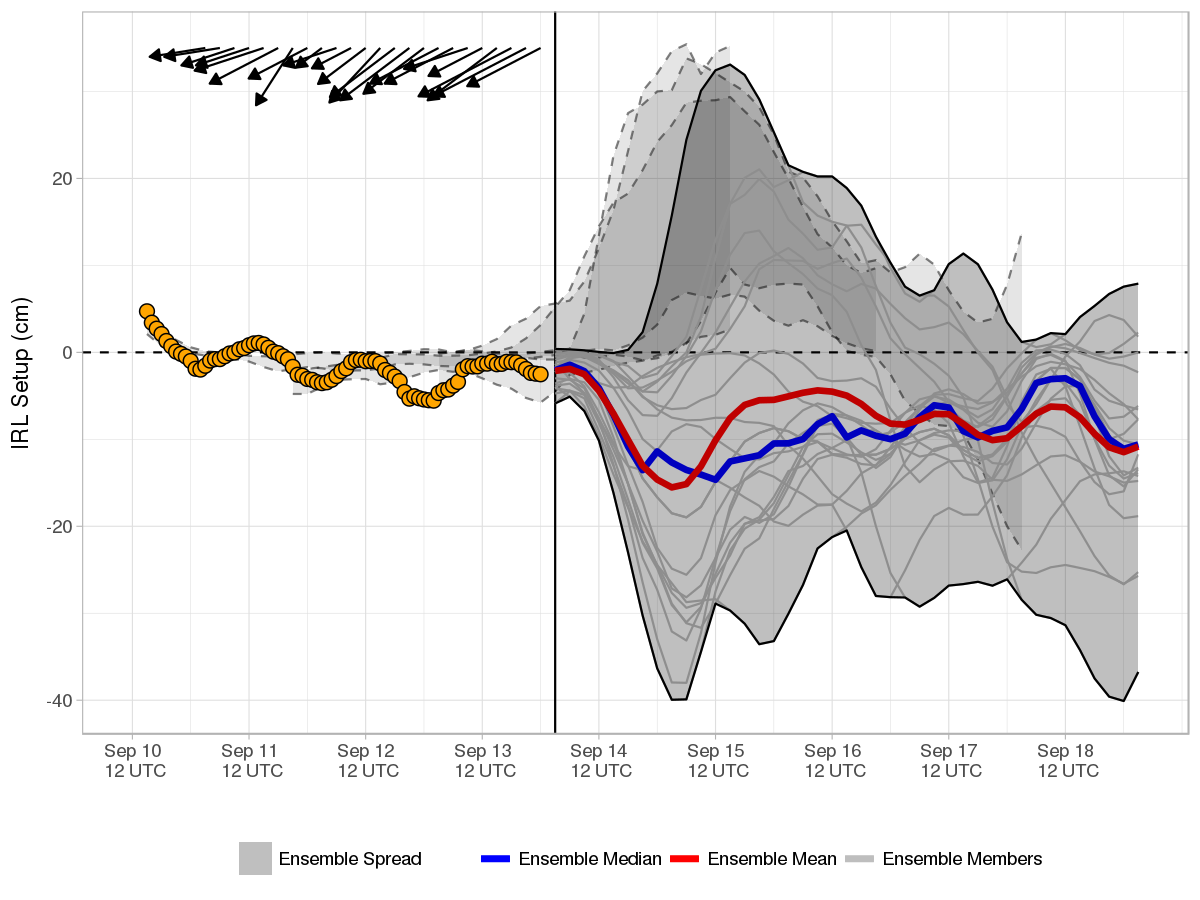 IRL Setup (cm)
20
0
-20
-40
Sep 10 Sep 11 Sep 12 Sep 13 Sep 14 Sep 15 Sep 16 Sep 17 Sep 18
12 UTC 12 UTC 12 UTC 12 UTC 12 UTC 12 UTC 12 UTC 12 UTC 12 UTC
Ensemble Spread Ensemble Median Ensemble Mean Ensemble Members